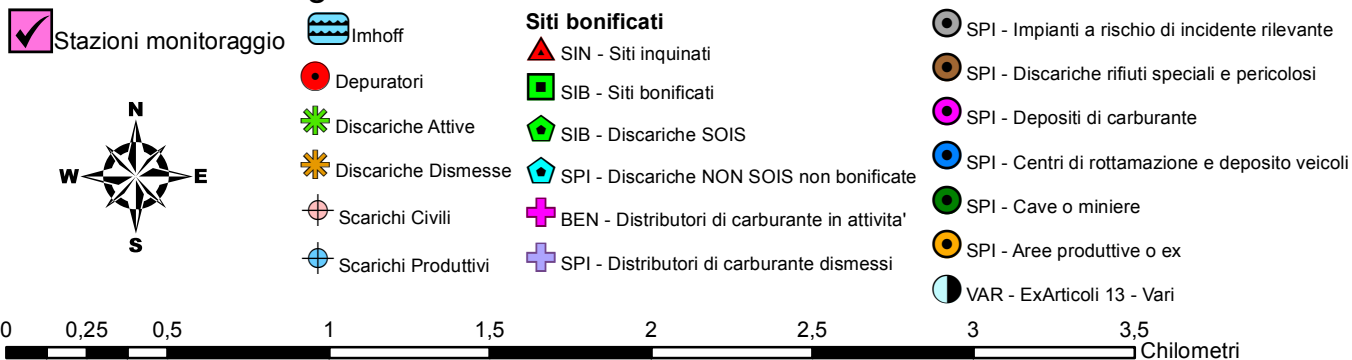 Stazioni monitoraggio
Imhoff
Depuratori
Discariche Attive
Discariche Dismesse
Scarichi Civili
Scarichi Produttivi
Siti bonificati
SIN - Siti inquinati
SIB - Siti bonificati
SIB - Discariche SOIS
SPI - Discariche NON SOIS non bonificate
BEN - Distributori di carburante in attivita'
SPI - Distributori di carburante dismessi
SPI - Impianti a rischio di incidente rilevante
SPI - Discariche rifiuti speciali e pericolosi
SPI - Depositi di carburante
SPI - Centri di rottamazione e deposito veicoli
SPI - Cave o miniere
SPI - Aree produttive o ex
VAR - ExArticoli 13 - Vari
N
W E
S
0 0,25 0,5 1 1,5 2 2,5 3 3,5
Chilometri